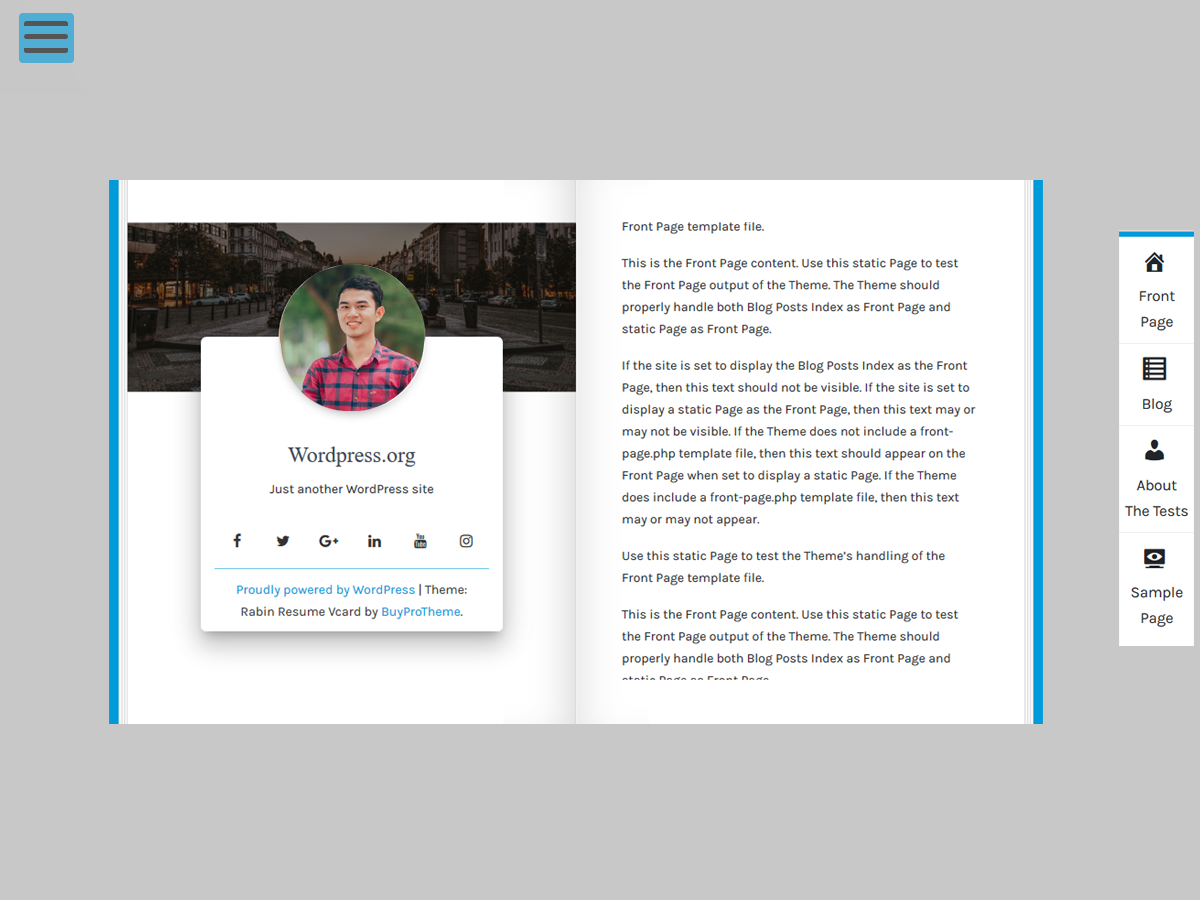 Wordpress.org
Just another WordPress site
Proudly powered by WordPress | Theme:
Rabin Resume Vcard by BuyProTheme.
Front Page template file.
This is the Front Page content. Use this static Page to test
the Front Page output of the Theme. The Theme should
properly handle both Blog Posts Index as Front Page and
static Page as Front Page.
If the site is set to display the Blog Posts Index as the Front
Page, then this text should not be visible. If the site is set to
display a static Page as the Front Page, then this text may or
may not be visible. If the Theme does not include a front-
page.php template file, then this text should appear on the
Front Page when set to display a static Page. If the Theme
does include a front-page.php template file, then this text
may or may not appear.
Use this static Page to test the Theme’s handling of the
Front Page template file.
This is the Front Page content. Use this static Page to test
the Front Page output of the Theme. The Theme should
properly handle both Blog Posts Index as Front Page and
static Page as Front Page.
Front
Page
Blog
About
The Tests
Sample
Page